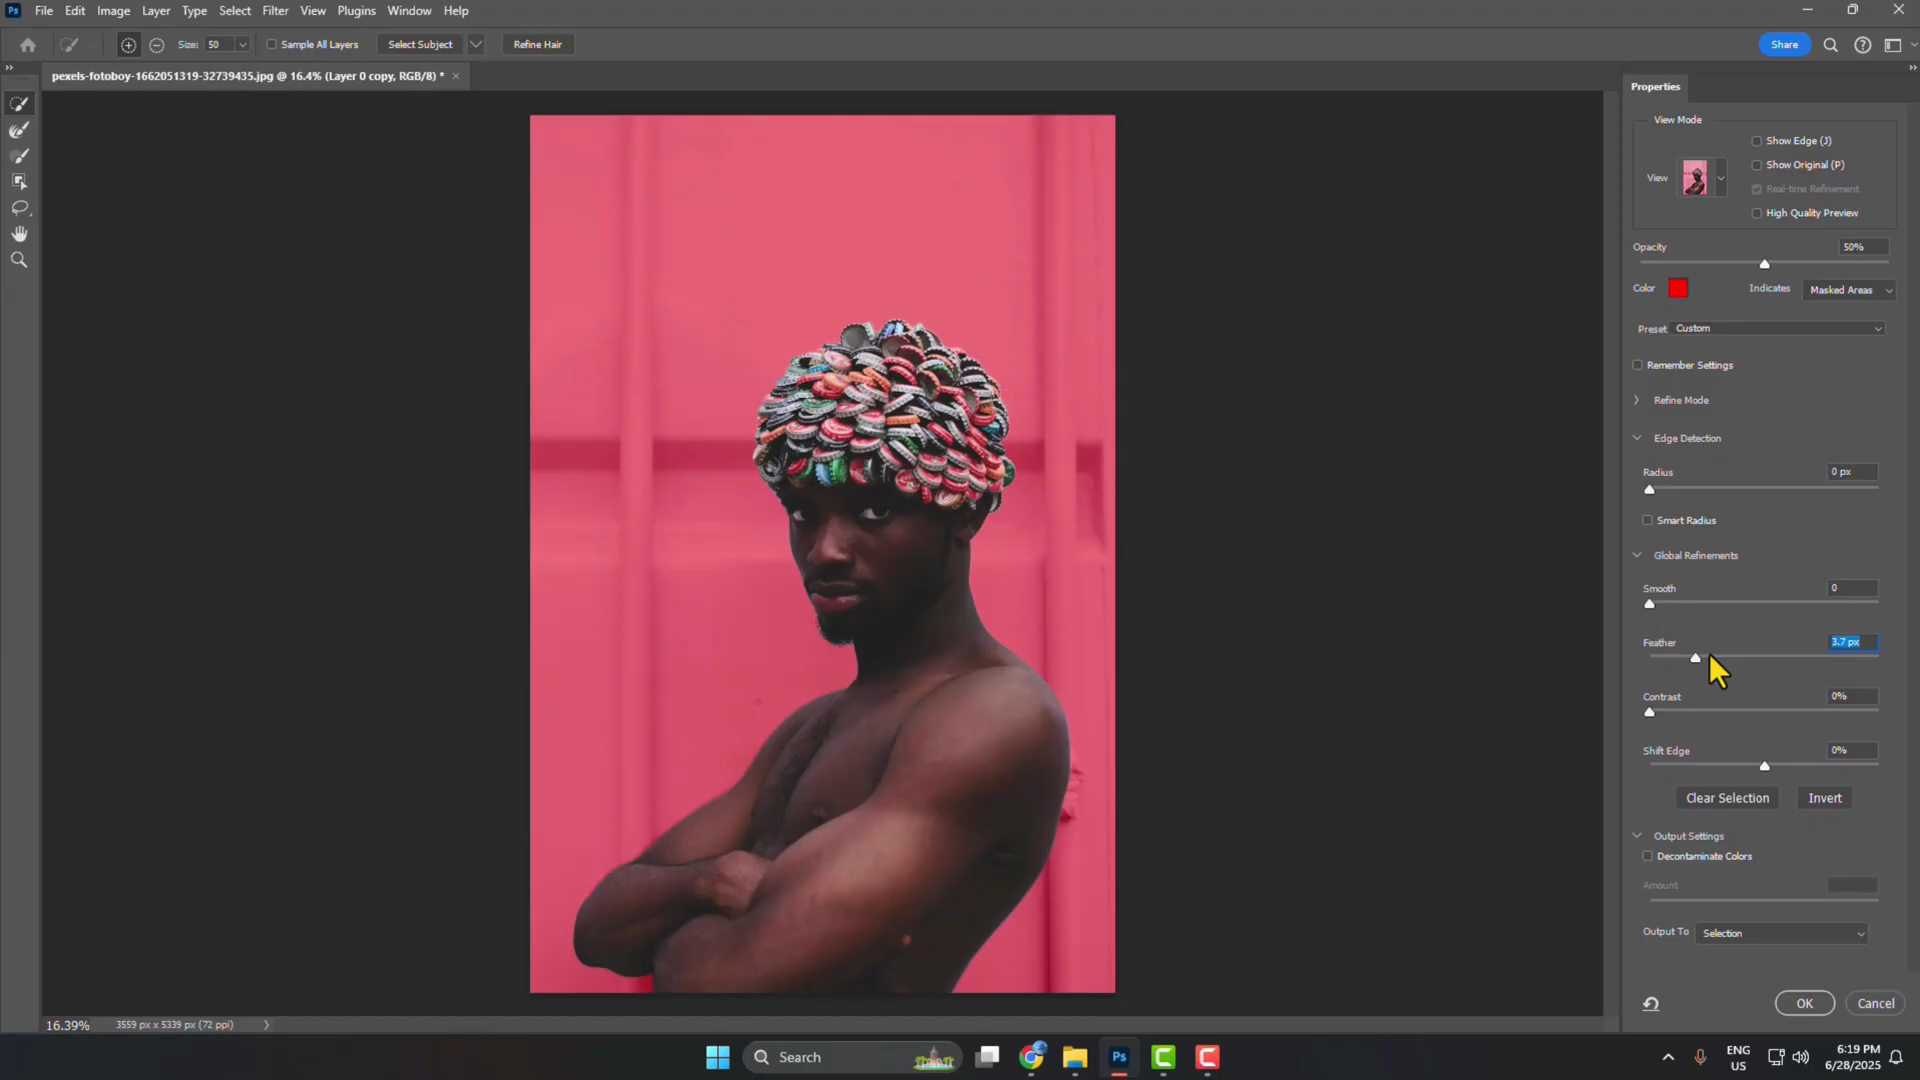 Ps File Edit Image Layer Type Select Filter View Plugins Window Help
Size: 50 Sample All Layers Select Subject Refine Hair Share
pexels-fotoboy-1662051319-32739435.jpg @ 16.4% (Layer 0 copy, RGB/8) *
Properties
View Mode
Show Edge (J)
Show Original (P)
View
Real-time Refinement
High Quality Preview
Opacity 50%
Color Indicates Masked Areas
Preset Custom
Remember Settings
Refine Mode
Edge Detection
Radius 0 px
Smart Radius
Global Refinements
Smooth 0
Feather 3.7 px
Contrast 0%
Shift Edge 0%
Clear Selection Invert
Output Settings
Decontaminate Colors
Amount
Output To Selection
OK Cancel
16.39% 3559 px x 5339 px (72 ppi)
Search Ps ENG 6:19 PM
US 6/28/2025